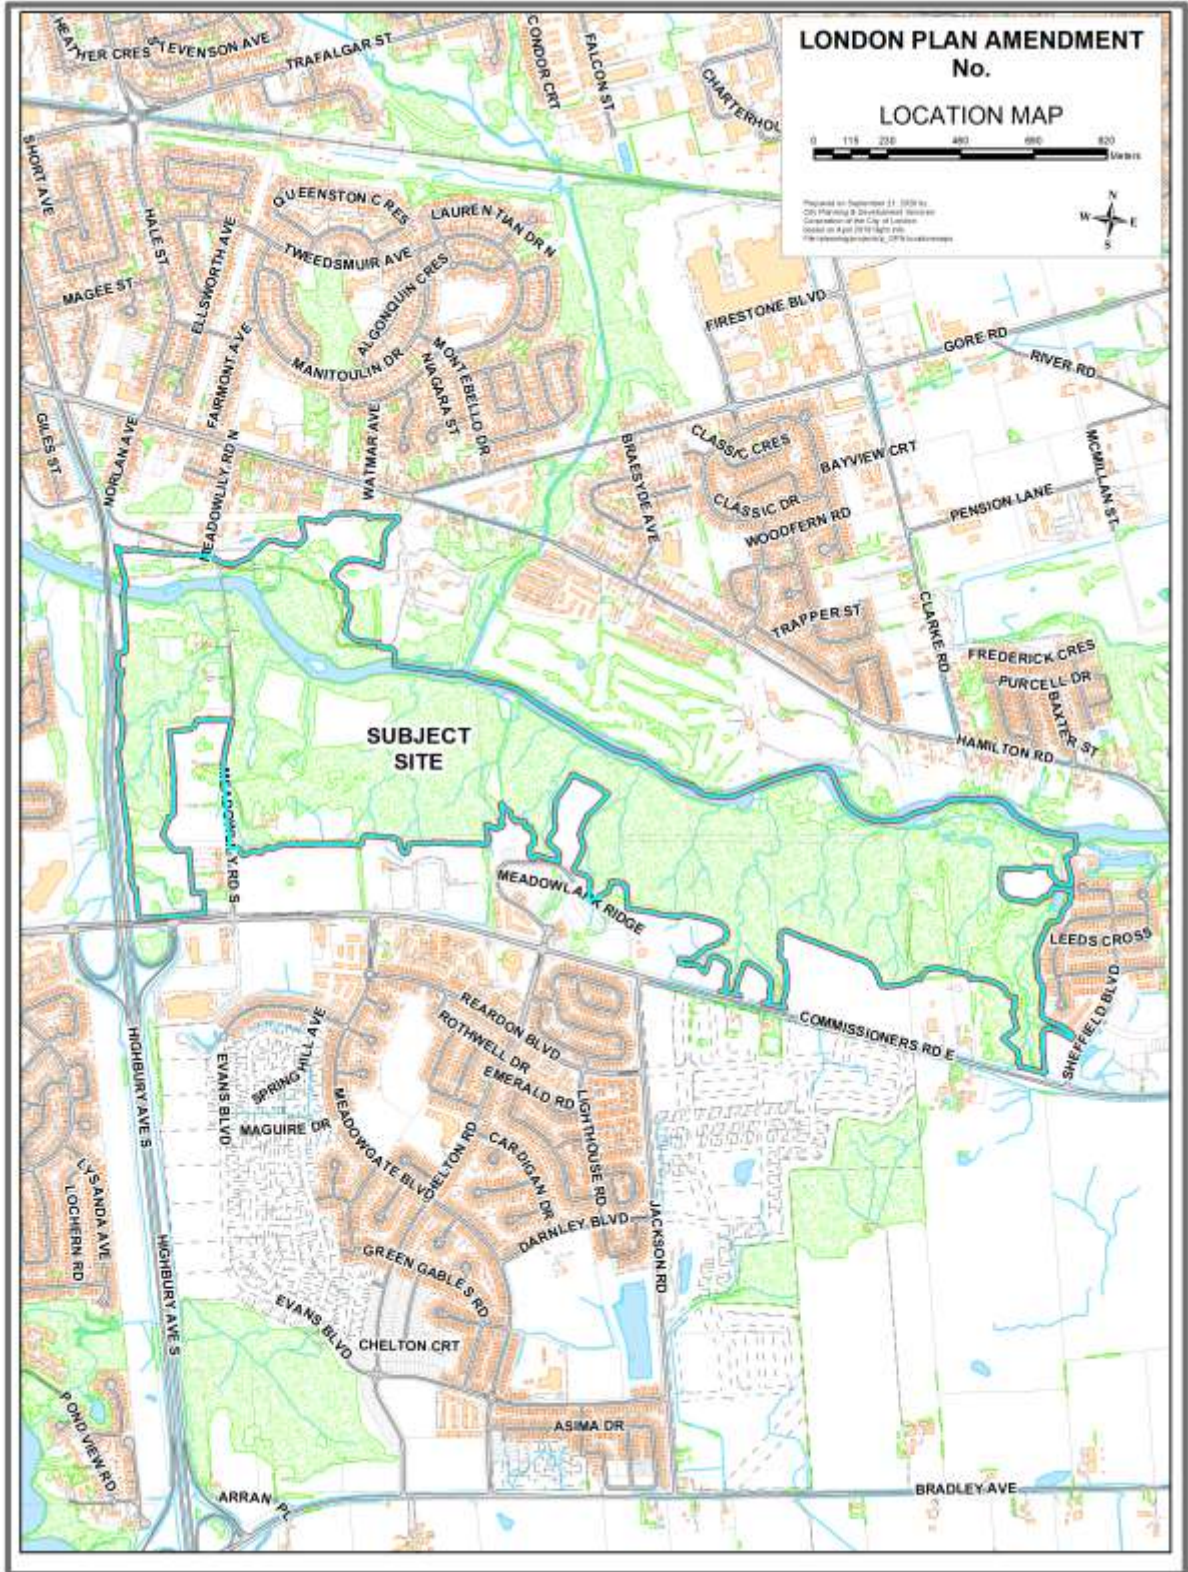 LONDON PLAN AMENDMENT
No.
LOCATION MAP
0 115 230 460 690 920
Meters
N
W E
S
HEATHER CRES
STEVENSON AVE
TRAFALGAR ST
CONDOR CRT
FALCON ST
CHARTERHOU
SHORT AVE
HALE ST
MAGEE ST
ELLSWORTH AVE
QUEENSTON CRES
LAURENTIAN DR N
TWEEDSMUIR AVE
ALGONQUIN CRES
MANITOULIN DR
MONTEBELLO DR
NIAGARA ST
FAIRMONT AVE
WATMAR AVE
GILES ST
NORLAN AVE
MEADOWLILY RD N
FIRESTONE BLVD
GORE RD
RIVER RD
BRAESYDE AVE
CLASSIC CRES
BAYVIEW CRT
CLASSIC DR
WOODFERN RD
PENSION LANE
MCMILLAN ST
TRAPPER ST
CLARKE RD
FREDERICK CRES
PURCELL DR
BAXTER ST
HAMILTON RD
SUBJECT
SITE
MEADOWLILY RD S
MEADOWLARK RIDGE
LEEDS CROSS
SHEFFIELD BLVD
COMMISSIONERS RD E
REARDON BLVD
ROTHWELL DR
EMERALD RD
HIGHBURY AVE S
EVANS BLVD
SPRING HILL AVE
MAGUIRE DR
MEADOWGATE BLVD
CHELTON RD
CARDIGAN DR
LIGHTHOUSE RD
DARNLEY BLVD
JACKSON RD
LYSANDA AVE
LOCHERN RD
HIGHBURY AVE S
GREEN GABLES RD
EVANS BLVD
CHELTON CRT
POND VIEW RD
ASIMA DR
ARRAN PL
BRADLEY AVE